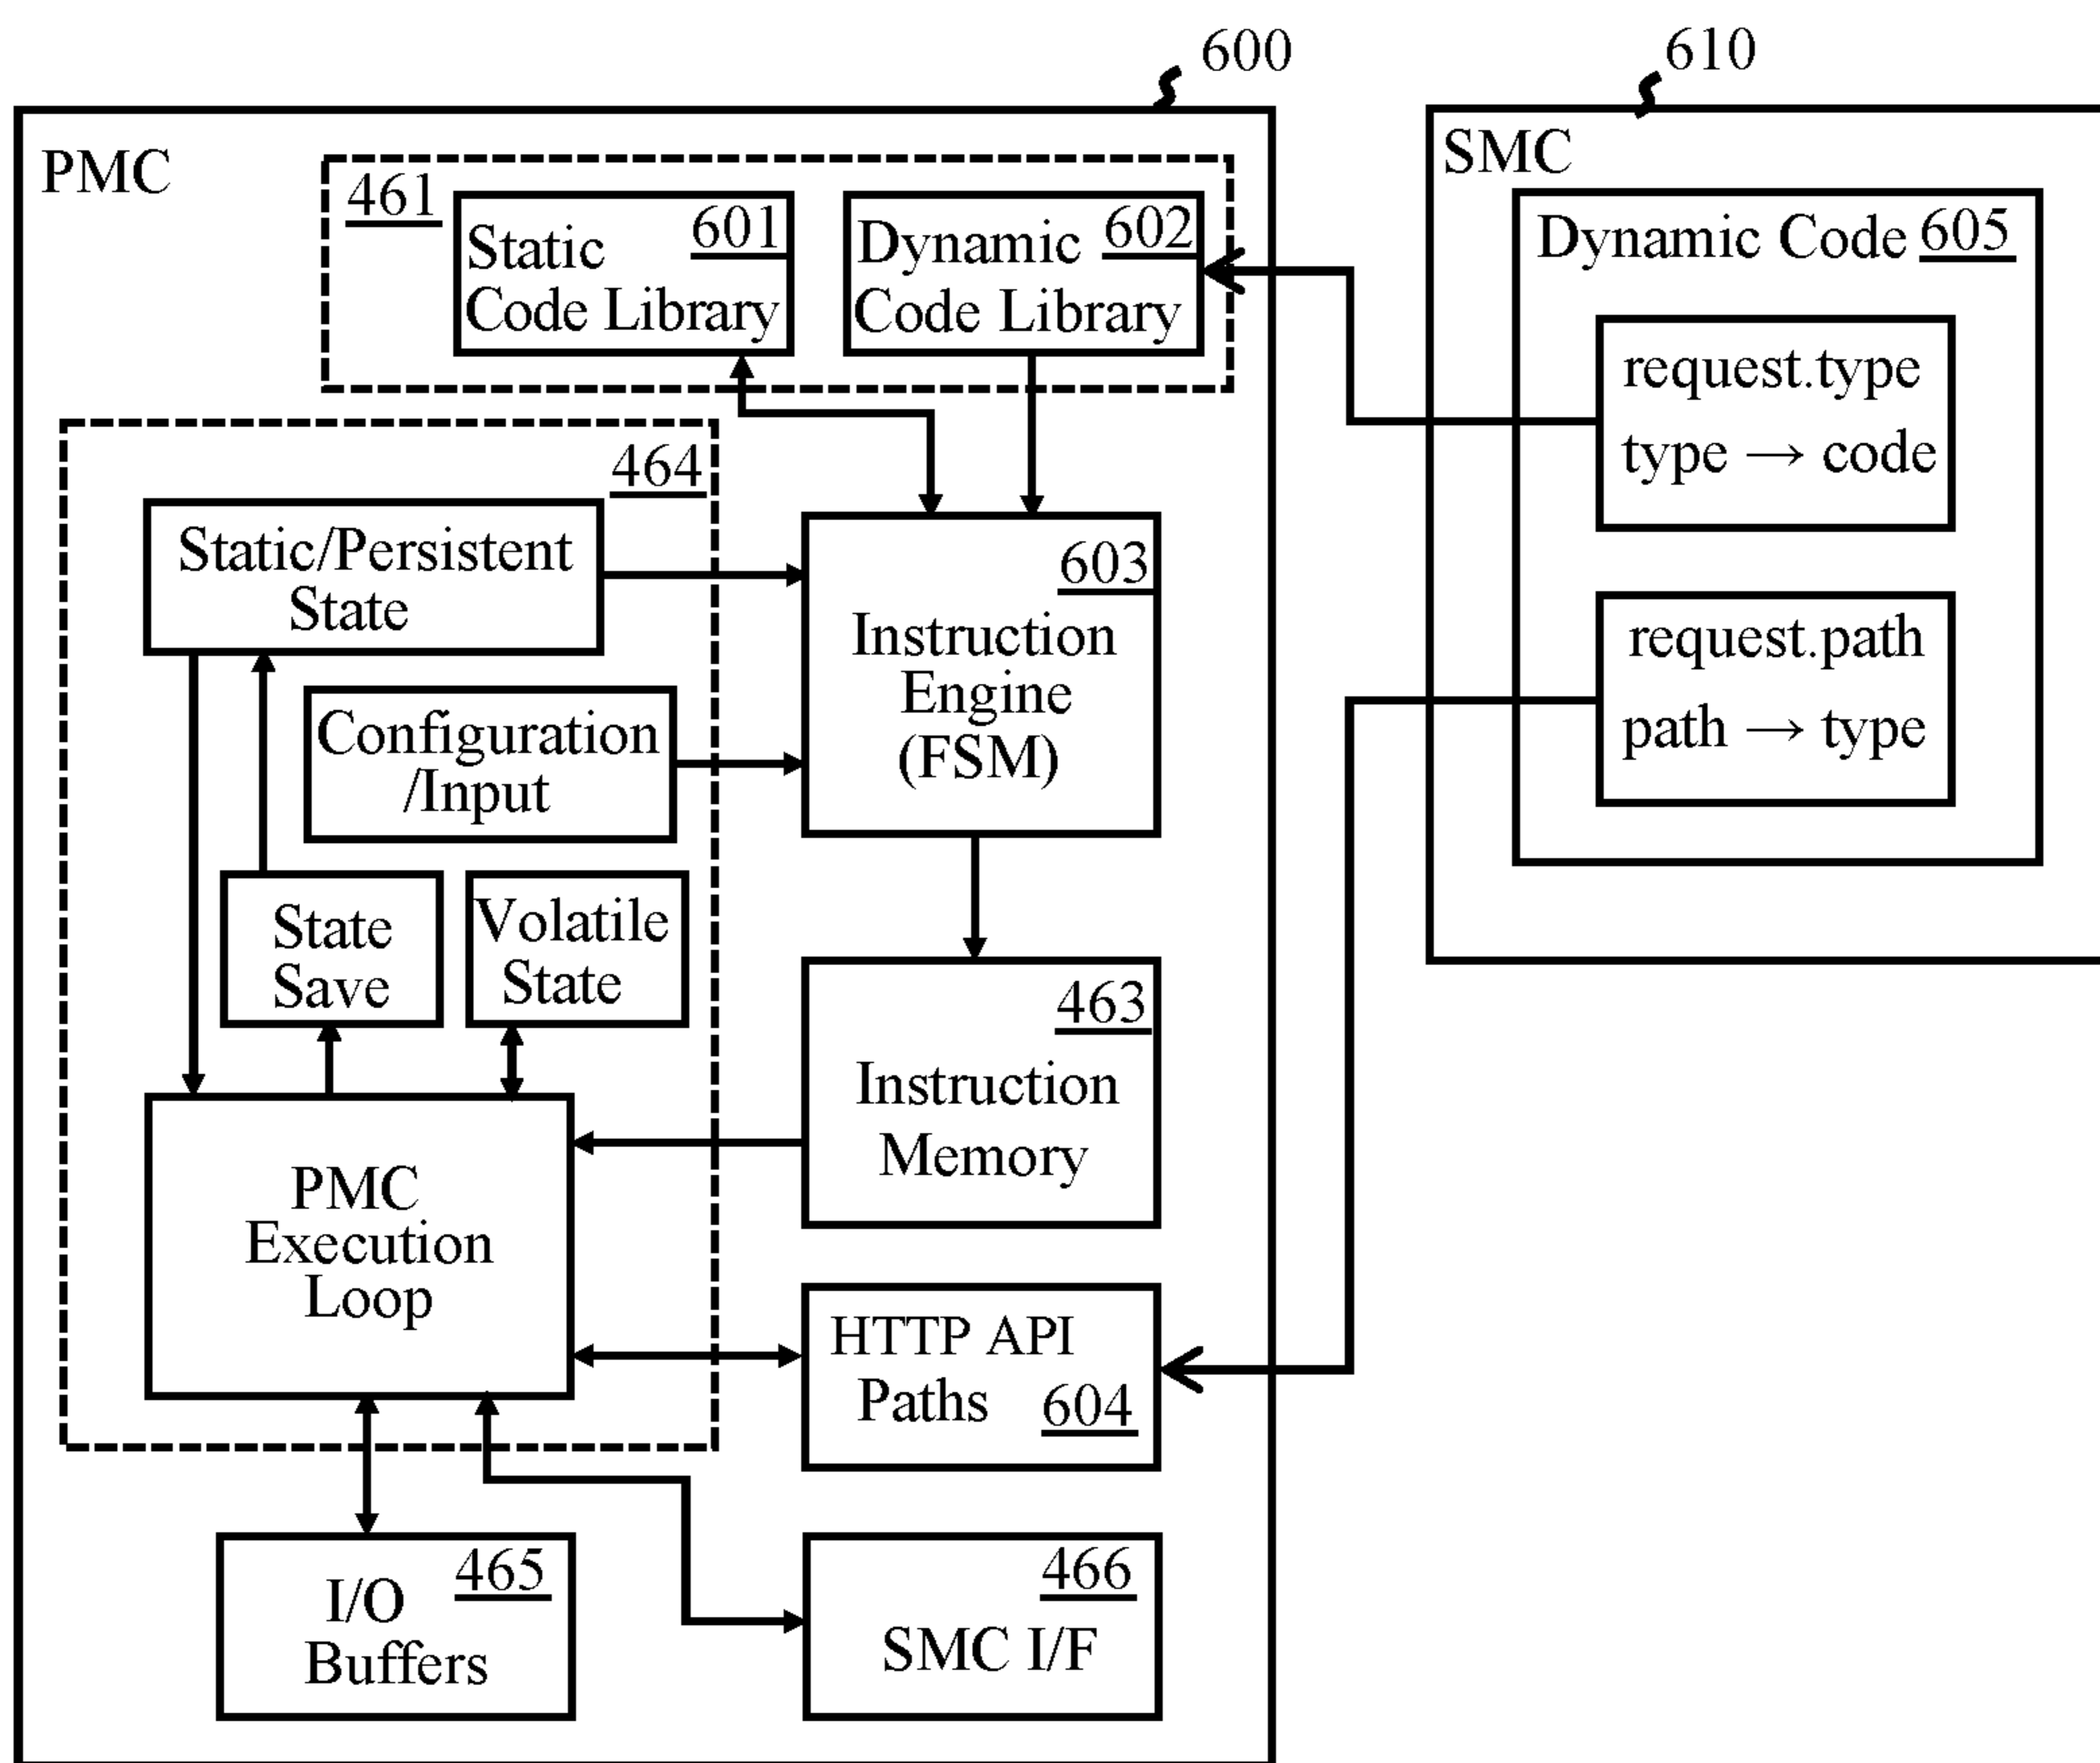 600
610
PMC
SMC
461
Static
Code Library
601
Dynamic
Code Library
602
Dynamic Code 605
request.type
type → code
request.path
path → type
464
Static/Persistent
State
603
Instruction
Engine
(FSM)
Configuration
/Input
State
Save
Volatile
State
463
Instruction
Memory
PMC
Execution
Loop
HTTP API
Paths 604
465
I/O
Buffers
466
SMC I/F